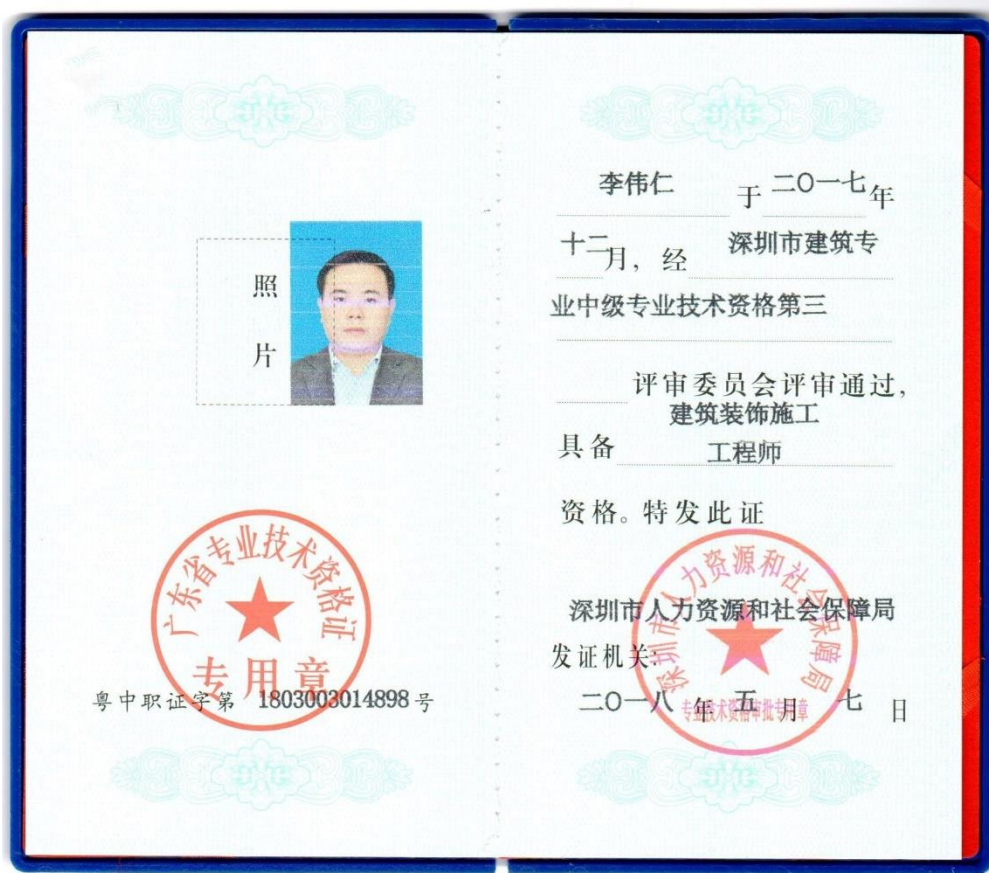 照
片
广东省专业技术资格证
专用章
粤中职证字第 1803003014898 号
李伟仁 于 二〇一七 年
十二月，经 深圳市建筑专
业中级专业技术资格第三
评审委员会评审通过，
建筑装饰施工
具备 工程师
资格。特发此证
深圳市人力资源和社会保障局
深圳市人力资源和社会保障局
发证机关：
二〇一八 年 五 月 七 日
专业技术资格审批专用章